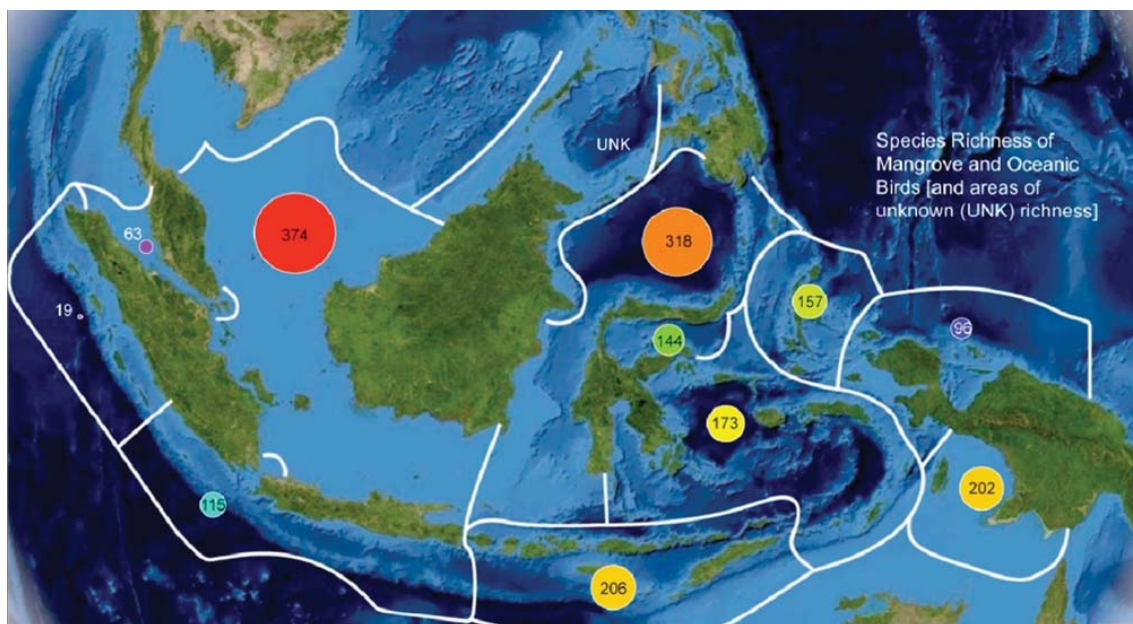 UNK
Species Richness of
Mangrove and Oceanic
Birds [and areas of
unknown (UNK) richness]
63
374
318
19
157
144
96
173
115
202
206